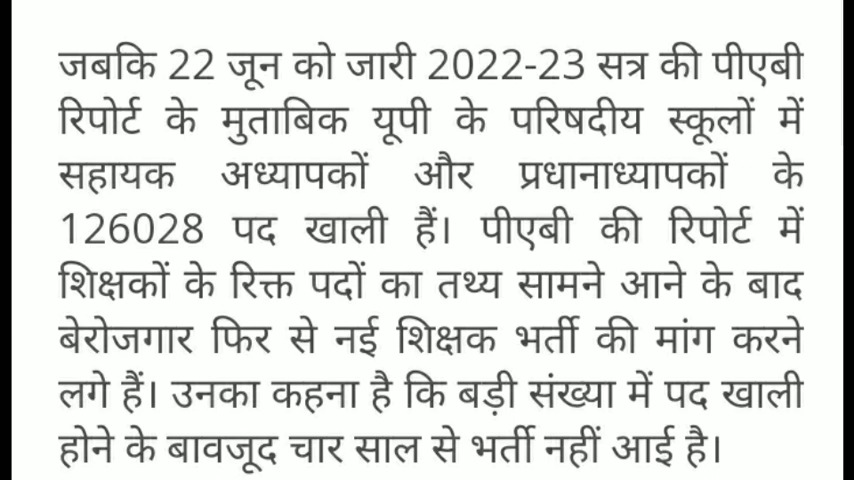 जबकि 22 जून को जारी 2022-23 सत्र की पीएबी
रिपोर्ट के मुताबिक यूपी के परिषदीय स्कूलों में
सहायक अध्यापकों और प्रधानाध्यापकों के
126028 पद खाली हैं। पीएबी की रिपोर्ट में
शिक्षकों के रिक्त पदों का तथ्य सामने आने के बाद
बेरोजगार फिर से नई शिक्षक भर्ती की मांग करने
लगे हैं। उनका कहना है कि बड़ी संख्या में पद खाली
होने के बावजूद चार साल से भर्ती नहीं आई है।